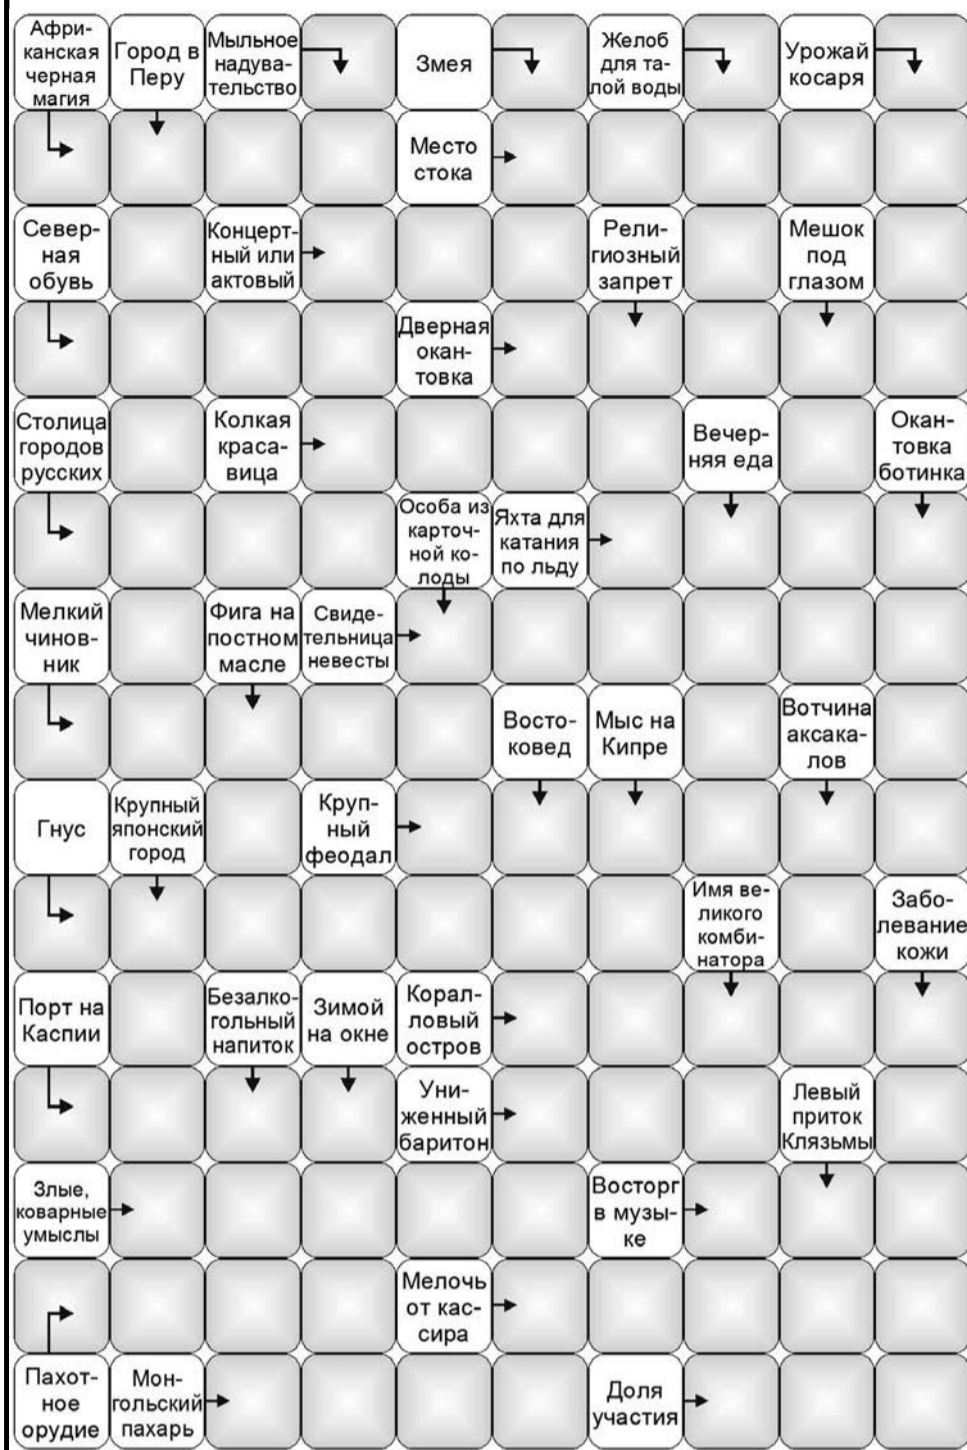 Афри-
канская
черная
магия
Город в
Перу
Мыльное
надува-
тельство
Змея
Желоб
для та-
лой воды
Урожай
косаря
Место
стока
Север-
ная
обувь
Концерт-
ный или
актовый
Рели-
гиозный
запрет
Мешок
под
глазом
Дверная
окан-
товка
Столица
городов
русских
Колкая
краса-
вица
Вечер-
няя еда
Окан-
товка
ботинка
Особа из
карточ-
ной ко-
лоды
Яхта для
катания
по льду
Мелкий
чинов-
ник
Фига на
постном
масле
Свиде-
тельница
невесты
Восто-
ковед
Мыс на
Кипре
Вотчина
аксака-
лов
Гнус
Крупный
японский
город
Круп-
ный
феодал
Имя ве-
ликого
комби-
натора
Забо-
левание
кожи
Порт на
Каспии
Безалко-
гольный
напиток
Зимой
на окне
Корал-
ловый
остров
Уни-
женный
баритон
Левый
приток
Клязьмы
Злые,
коварные
умыслы
Восторг
в музы-
ке
Мелочь
от кас-
сира
Пахот-
ное
орудие
Мон-
гольский
пахарь
Доля
участия